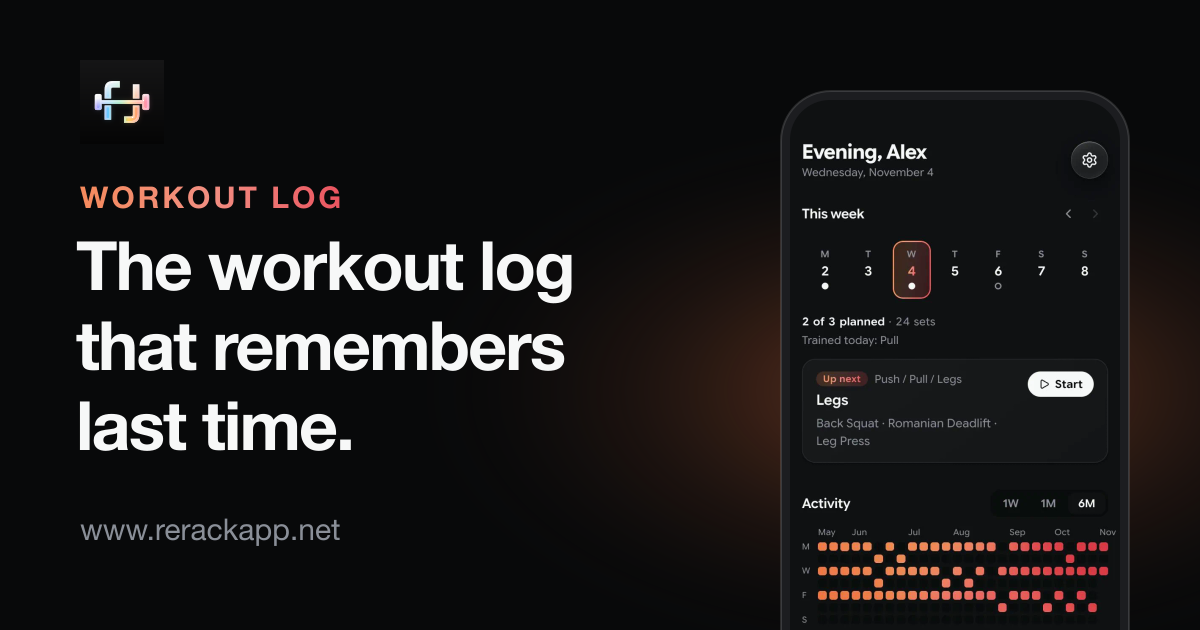 WORKOUT LOG
The workout log
that remembers
last time.
www.rerackapp.net
Evening, Alex
Wednesday, November 4
This week
M T W T F S S
2 3 4 5 6 7 8
2 of 3 planned · 24 sets
Trained today: Pull
Up next Push / Pull / Legs
Start
Legs
Back Squat · Romanian Deadlift ·
Leg Press
Activity
1W 1M 6M
May Jun Jul Aug Sep Oct Nov
M
W
F
S